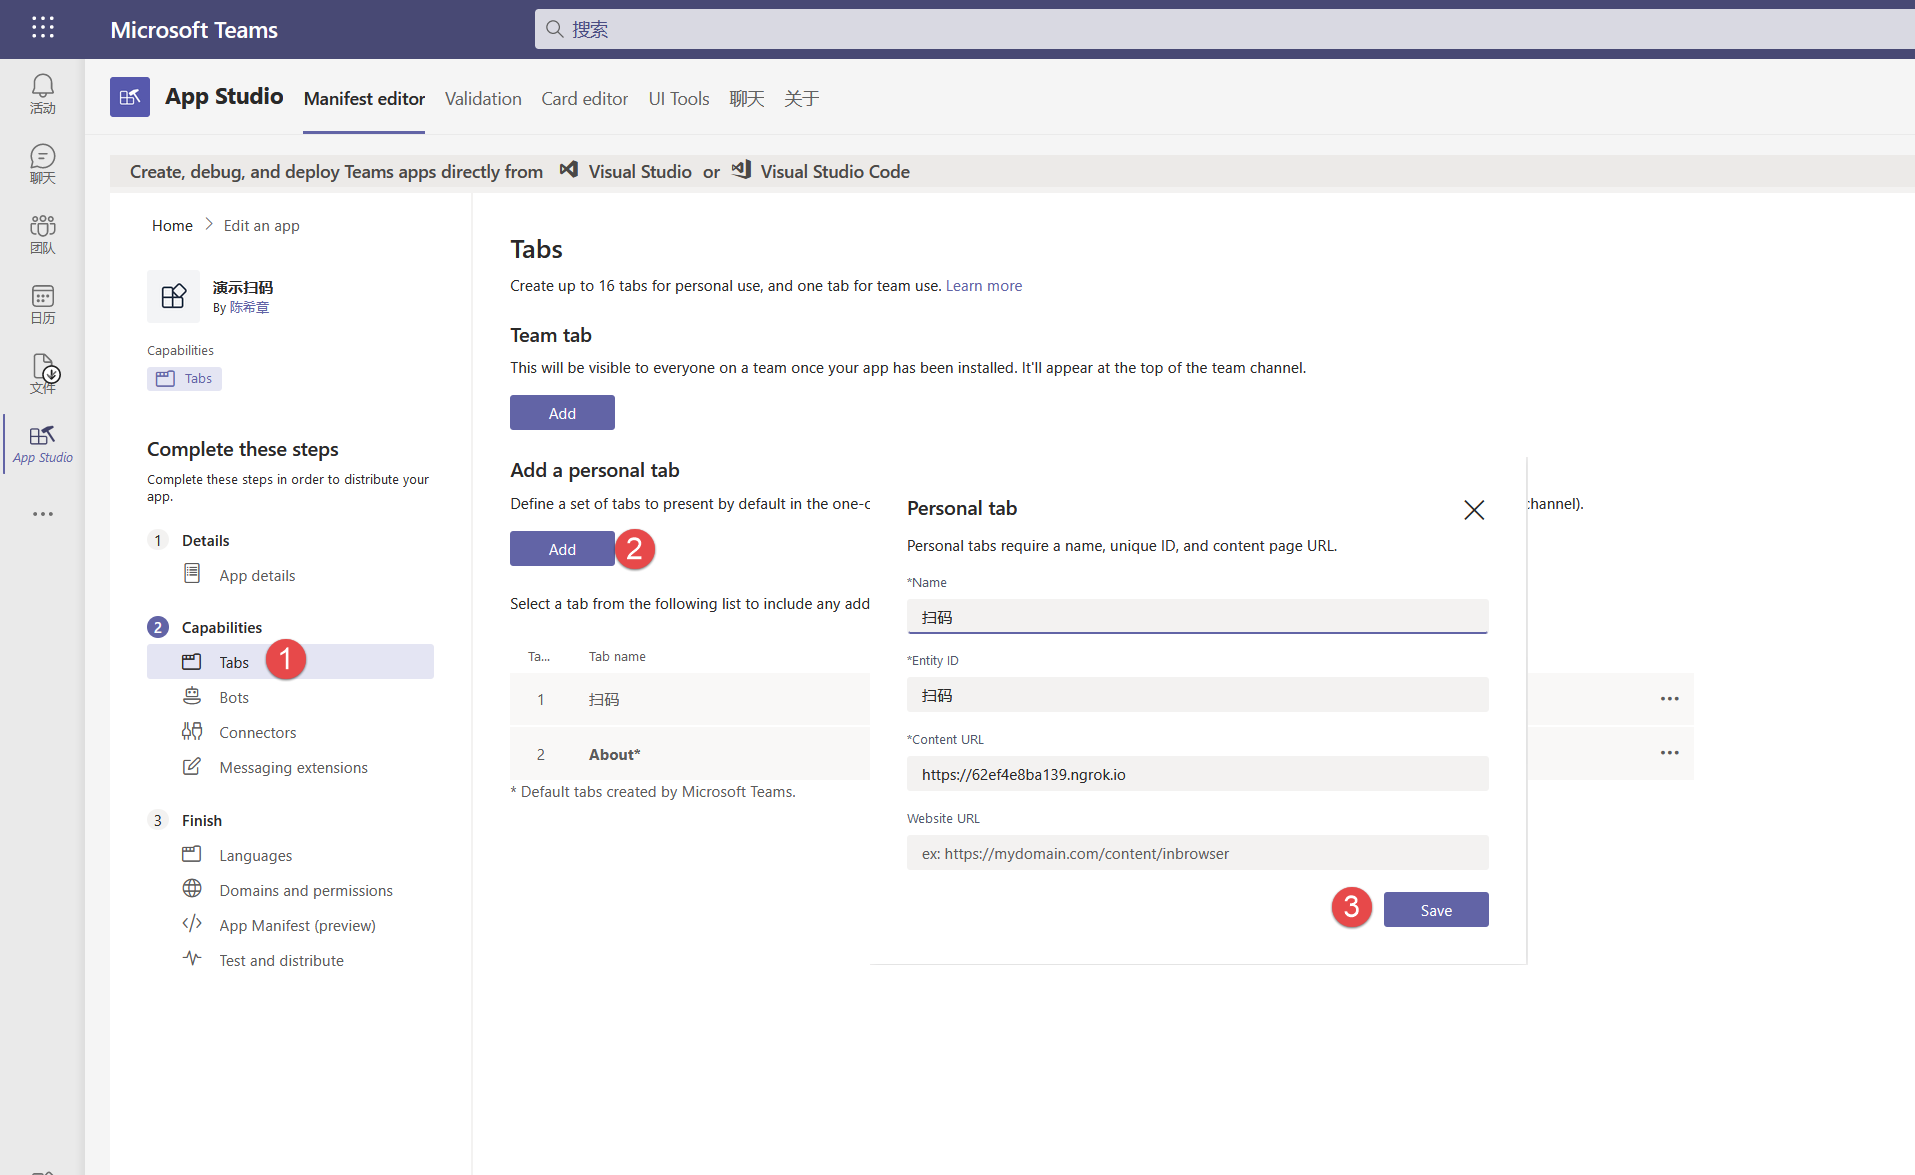 Microsoft Teams
搜索
活动
聊天
团队
日历
文件
App Studio
App Studio
Manifest editor
Validation
Card editor
UI Tools
聊天
关于
Create, debug, and deploy Teams apps directly from Visual Studio or Visual Studio Code
Home
Edit an app
演示扫码
By 陈希章
Capabilities
Tabs
Complete these steps
Complete these steps in order to distribute your
app.
1 Details
App details
2 Capabilities
Tabs 1
Bots
Connectors
Messaging extensions
3 Finish
Languages
Domains and permissions
App Manifest (preview)
Test and distribute
Tabs
Create up to 16 tabs for personal use, and one tab for team use. Learn more
Team tab
This will be visible to everyone on a team once your app has been installed. It'll appear at the top of the team channel.
Add
Add a personal tab
Define a set of tabs to present by default in the one-
hannel).
Add 2
Select a tab from the following list to include any add
Ta... Tab name
1 扫码
2 About*
* Default tabs created by Microsoft Teams.
Personal tab
Personal tabs require a name, unique ID, and content page URL.
*Name
扫码
*Entity ID
扫码
*Content URL
https://62ef4e8ba139.ngrok.io
Website URL
ex: https://mydomain.com/content/inbrowser
3 Save